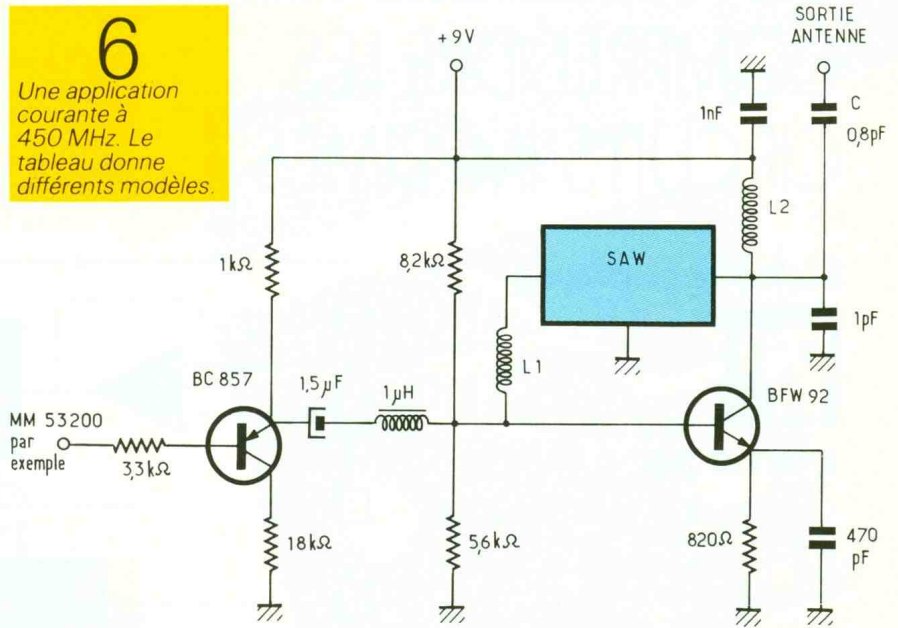 6
Une application
courante à
450 MHz. Le
tableau donne
différents modèles.
+9V
SORTIE
ANTENNE
1nF
C
0,8pF
L2
1kΩ
8,2kΩ
SAW
1pF
L1
BC 857
1,5µF
1µH
BFW 92
MM 53200
par
exemple
3,3kΩ
18kΩ
5,6kΩ
820Ω
470
pF